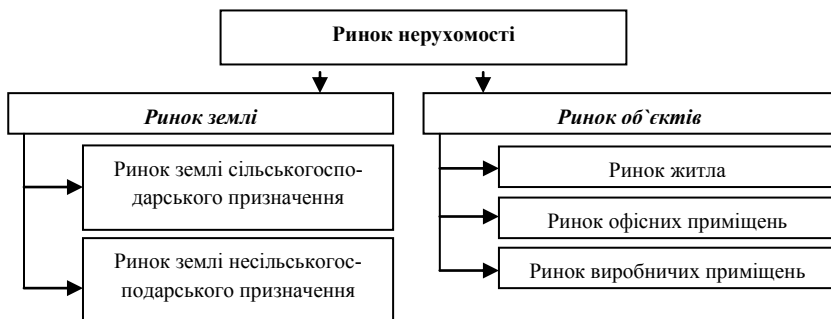 Ринок нерухомості
Ринок землі
Ринок землі сільськогоспо-
дарського призначення
Ринок землі несільськогос-
подарського призначення
Ринок об`єктів
Ринок житла
Ринок офісних приміщень
Ринок виробничих приміщень